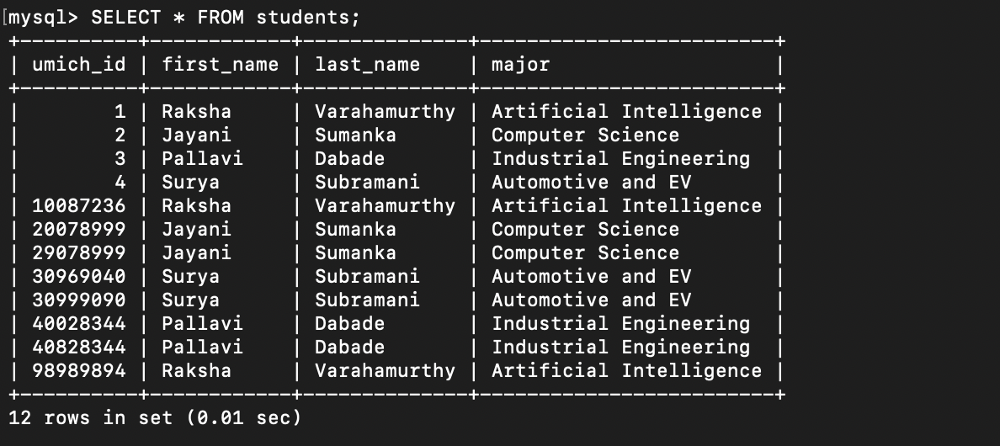 [mysql> SELECT * FROM students;
+----------+------------+--------------+-------------------------+
| umich_id | first_name | last_name    | major                   |
+----------+------------+--------------+-------------------------+
|        1 | Raksha     | Varahamurthy | Artificial Intelligence |
|        2 | Jayani     | Sumanka      | Computer Science        |
|        3 | Pallavi    | Dabade       | Industrial Engineering  |
|        4 | Surya      | Subramani    | Automotive and EV       |
| 10087236 | Raksha     | Varahamurthy | Artificial Intelligence |
| 20078999 | Jayani     | Sumanka      | Computer Science        |
| 29078999 | Jayani     | Sumanka      | Computer Science        |
| 30969040 | Surya      | Subramani    | Automotive and EV       |
| 30999090 | Surya      | Subramani    | Automotive and EV       |
| 40028344 | Pallavi    | Dabade       | Industrial Engineering  |
| 40828344 | Pallavi    | Dabade       | Industrial Engineering  |
| 98989894 | Raksha     | Varahamurthy | Artificial Intelligence |
+----------+------------+--------------+-------------------------+
12 rows in set (0.01 sec)